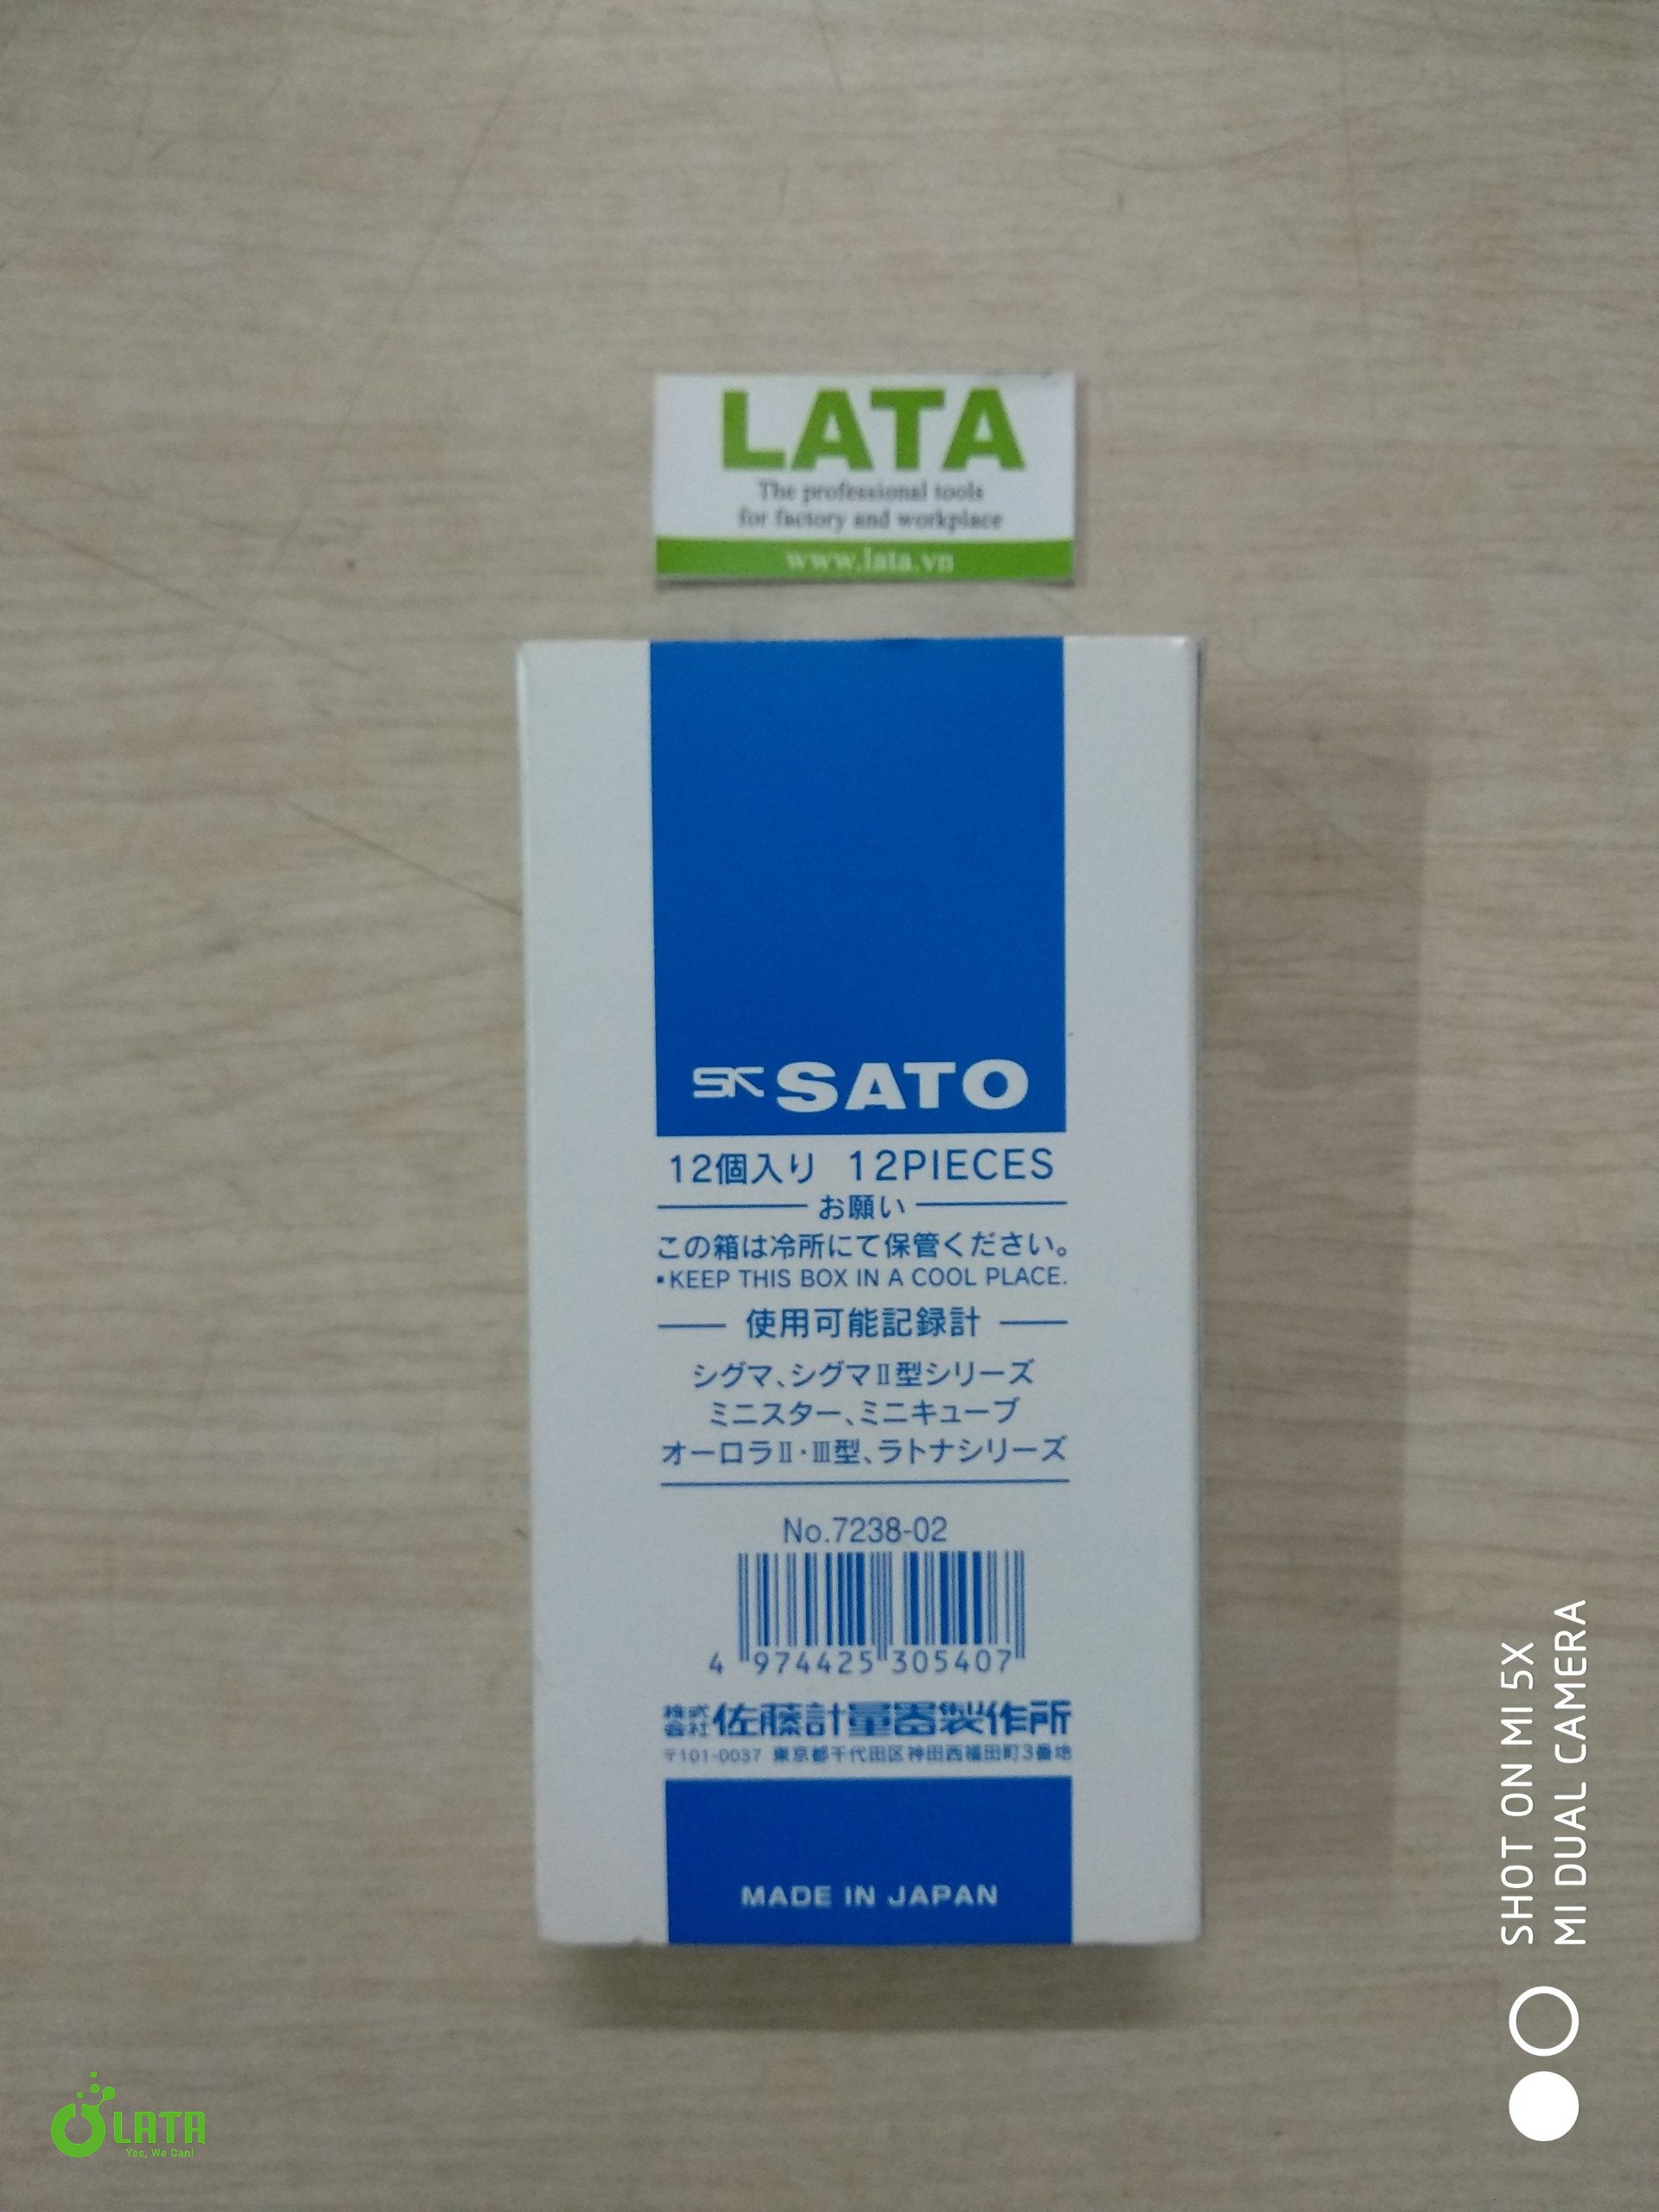 LATA
The professional tools
for factory and workplace
www.lata.vn
SK SATO
12個入り 12PIECES
お願い
この箱は冷所にて保管ください。
▪KEEP THIS BOX IN A COOL PLACE.
使用可能記録計
シグマ、シグマⅡ型シリーズ
ミニスター、ミニキューブ
オーロラⅡ・Ⅲ型、ラトナシリーズ
No.7238-02
4 974425 305407
株式会社 佐藤計量器製作所
〒101-0037 東京都千代田区神田西福田町3番地
MADE IN JAPAN
SHOT ON MI 5X
MI DUAL CAMERA
LATA
Yes, We Can!